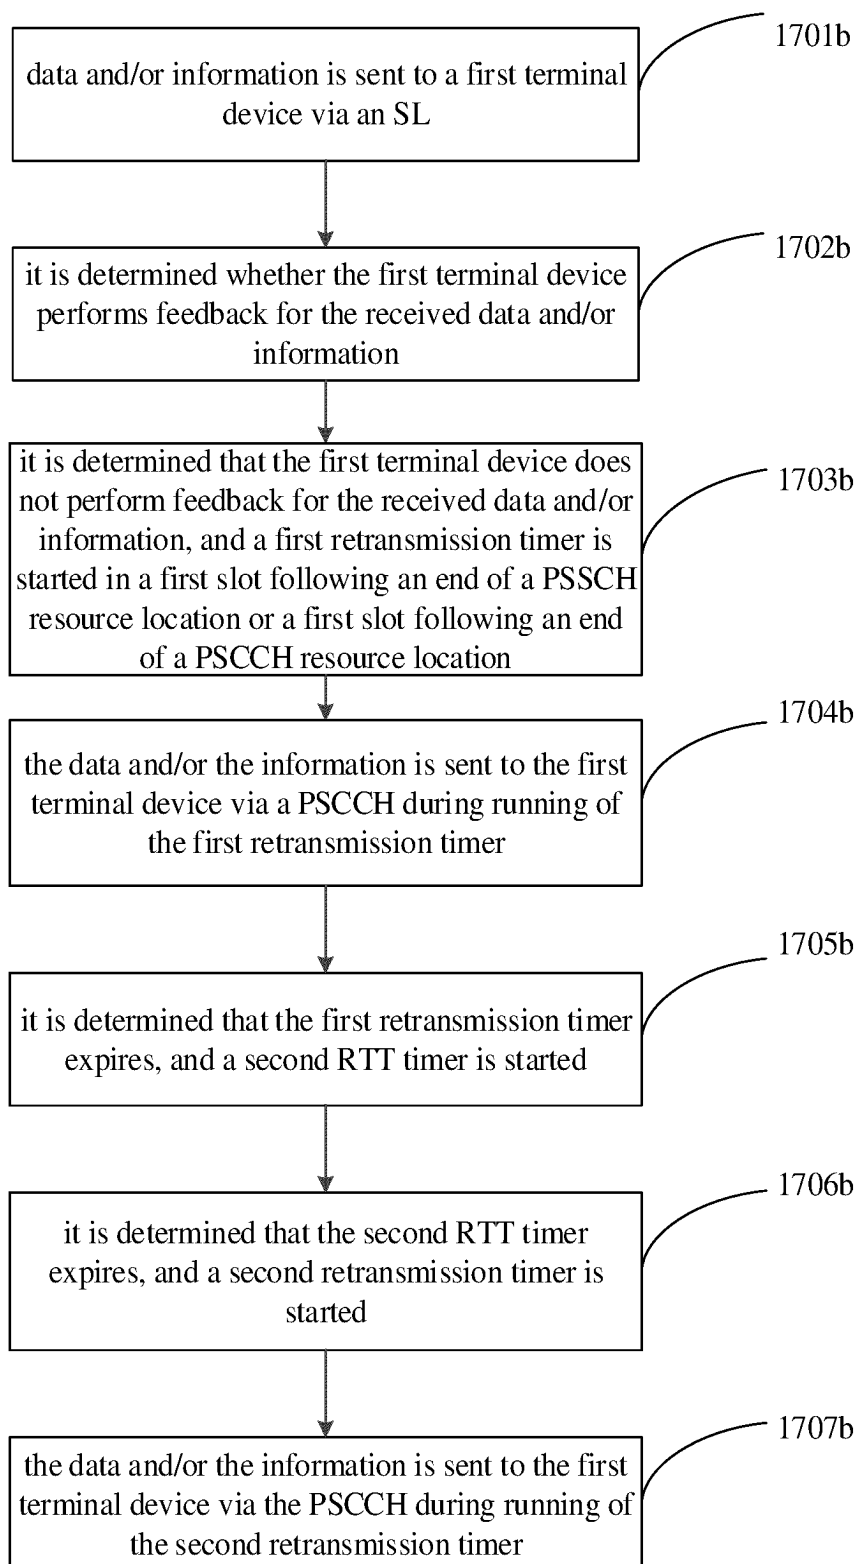 1701b
data and/or information is sent to a first terminal
device via an SL
1702b
it is determined whether the first terminal device
performs feedback for the received data and/or
information
1703b
it is determined that the first terminal device does
not perform feedback for the received data and/or
information, and a first retransmission timer is
started in a first slot following an end of a PSSCH
resource location or a first slot following an end
of a PSCCH resource location
1704b
the data and/or the information is sent to the first
terminal device via a PSCCH during running of
the first retransmission timer
1705b
it is determined that the first retransmission timer
expires, and a second RTT timer is started
1706b
it is determined that the second RTT timer
expires, and a second retransmission timer is
started
1707b
the data and/or the information is sent to the first
terminal device via the PSCCH during running of
the second retransmission timer